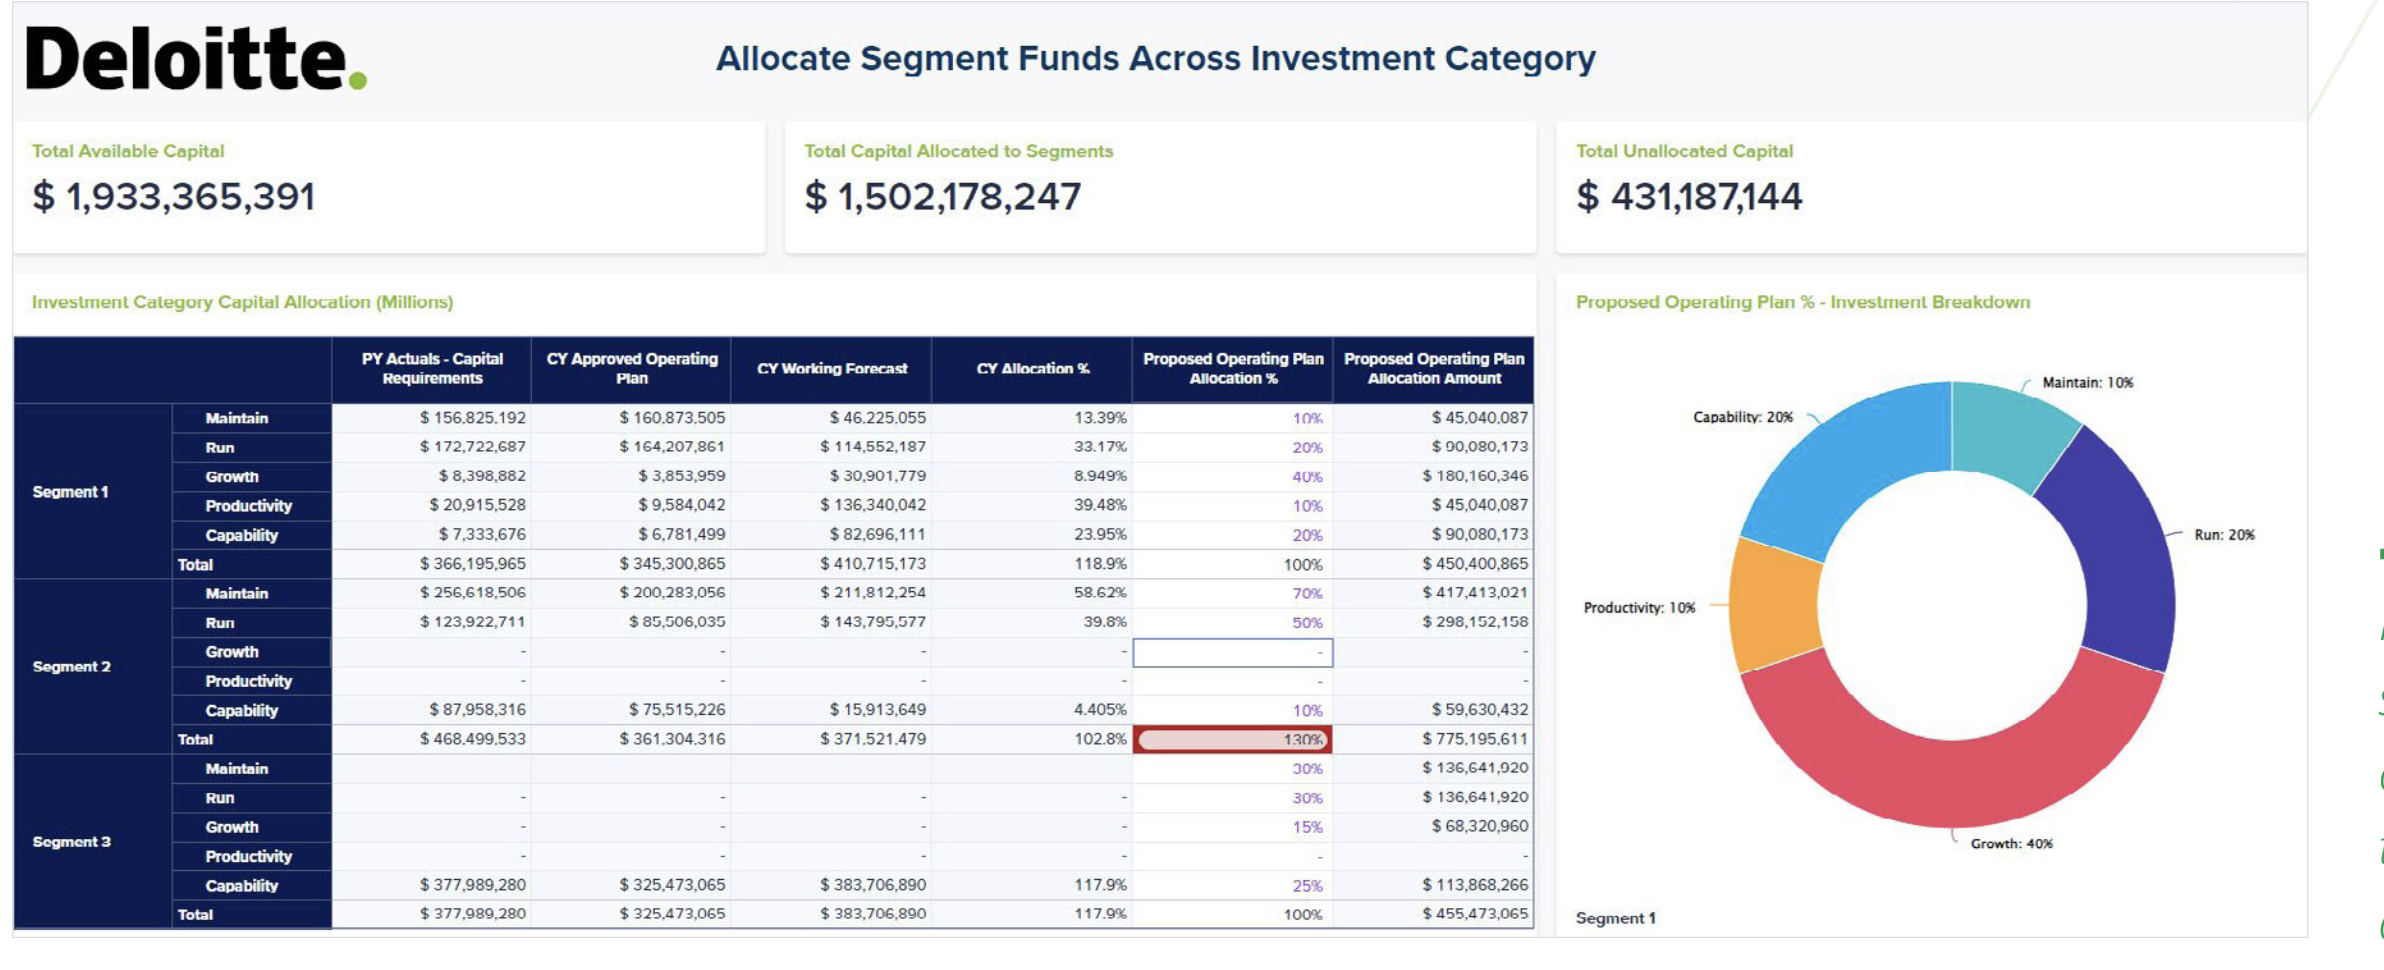 Deloitte.
Allocate Segment Funds Across Investment Category
Total Available Capital
$ 1,933,365,391
Total Capital Allocated to Segments
$ 1,502,178,247
Total Unallocated Capital
$ 431,187,144
Investment Category Capital Allocation (Millions)
PY Actuals - Capital Requirements CY Approved Operating Plan CY Working Forecast CY Allocation % Proposed Operating Plan Allocation % Proposed Operating Plan Allocation Amount
Segment 1
Maintain $ 156,825,192 $ 160,873,505 $ 46,225,055 13.39% 10% $ 45,040,087
Run $ 172,722,687 $ 164,207,861 $ 114,552,187 33.17% 20% $ 90,080,173
Growth $ 8,398,882 $ 3,853,959 $ 30,901,779 8.949% 40% $ 180,160,346
Productivity $ 20,915,528 $ 9,584,042 $ 136,340,042 39.48% 10% $ 45,040,087
Capability $ 7,333,676 $ 6,781,499 $ 82,696,111 23.95% 20% $ 90,080,173
Total $ 366,195,965 $ 345,300,865 $ 410,715,173 118.9% 100% $ 450,400,865
Segment 2
Maintain $ 256,618,506 $ 200,283,056 $ 211,812,254 58.62% 70% $ 417,413,021
Run $ 123,922,711 $ 85,506,035 $ 143,795,577 39.8% 50% $ 298,152,158
Growth - - - - - -
Productivity - - - - - -
Capability $ 87,958,316 $ 75,515,226 $ 15,913,649 4.405% 10% $ 59,630,432
Total $ 468,499,533 $ 361,304,316 $ 371,521,479 102.8% 130% $ 775,195,611
Segment 3
Maintain 30% $ 136,641,920
Run - - - - 30% $ 136,641,920
Growth - - - - 15% $ 68,320,960
Productivity - - - - - -
Capability $ 377,989,280 $ 325,473,065 $ 383,706,890 117.9% 25% $ 113,868,266
Total $ 377,989,280 $ 325,473,065 $ 383,706,890 117.9% 100% $ 455,473,065
Proposed Operating Plan % - Investment Breakdown
Maintain: 10%
Capability: 20%
Run: 20%
Productivity: 10%
Growth: 40%
Segment 1